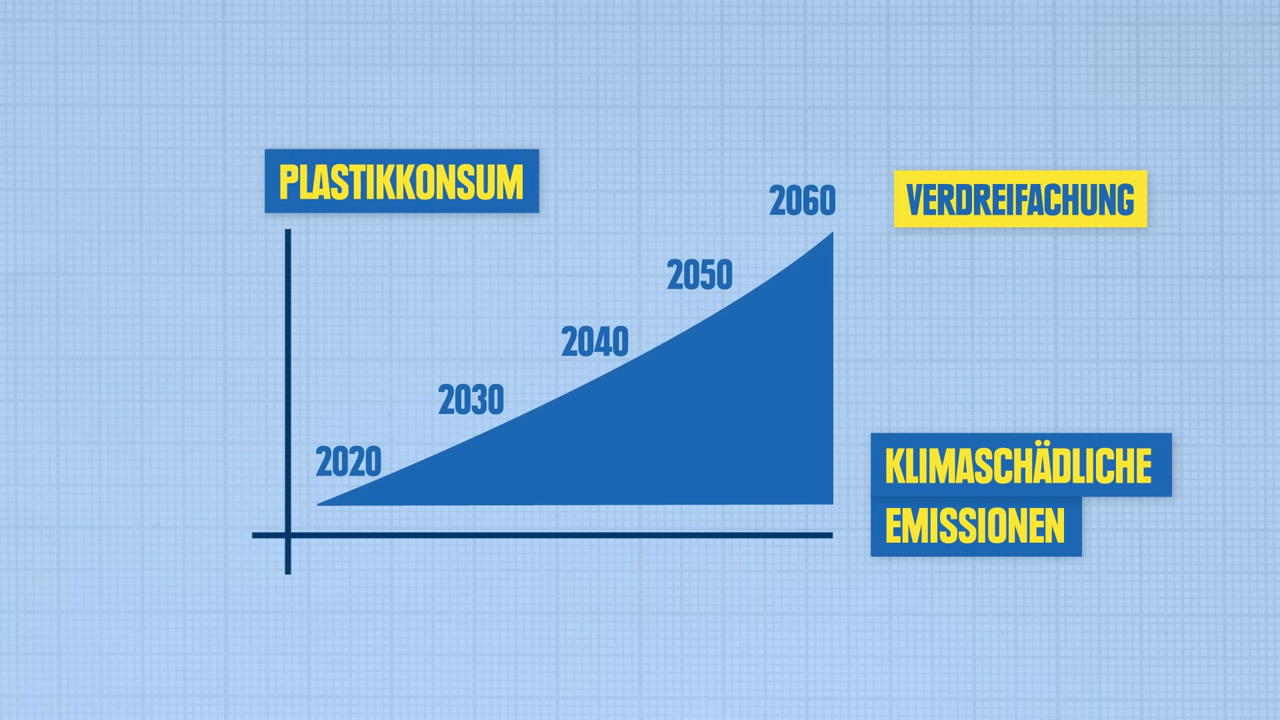 PLASTIKKONSUM
2060
VERDREIFACHUNG
2050
2040
2030
2020
KLIMASCHÄDLICHE
EMISSIONEN